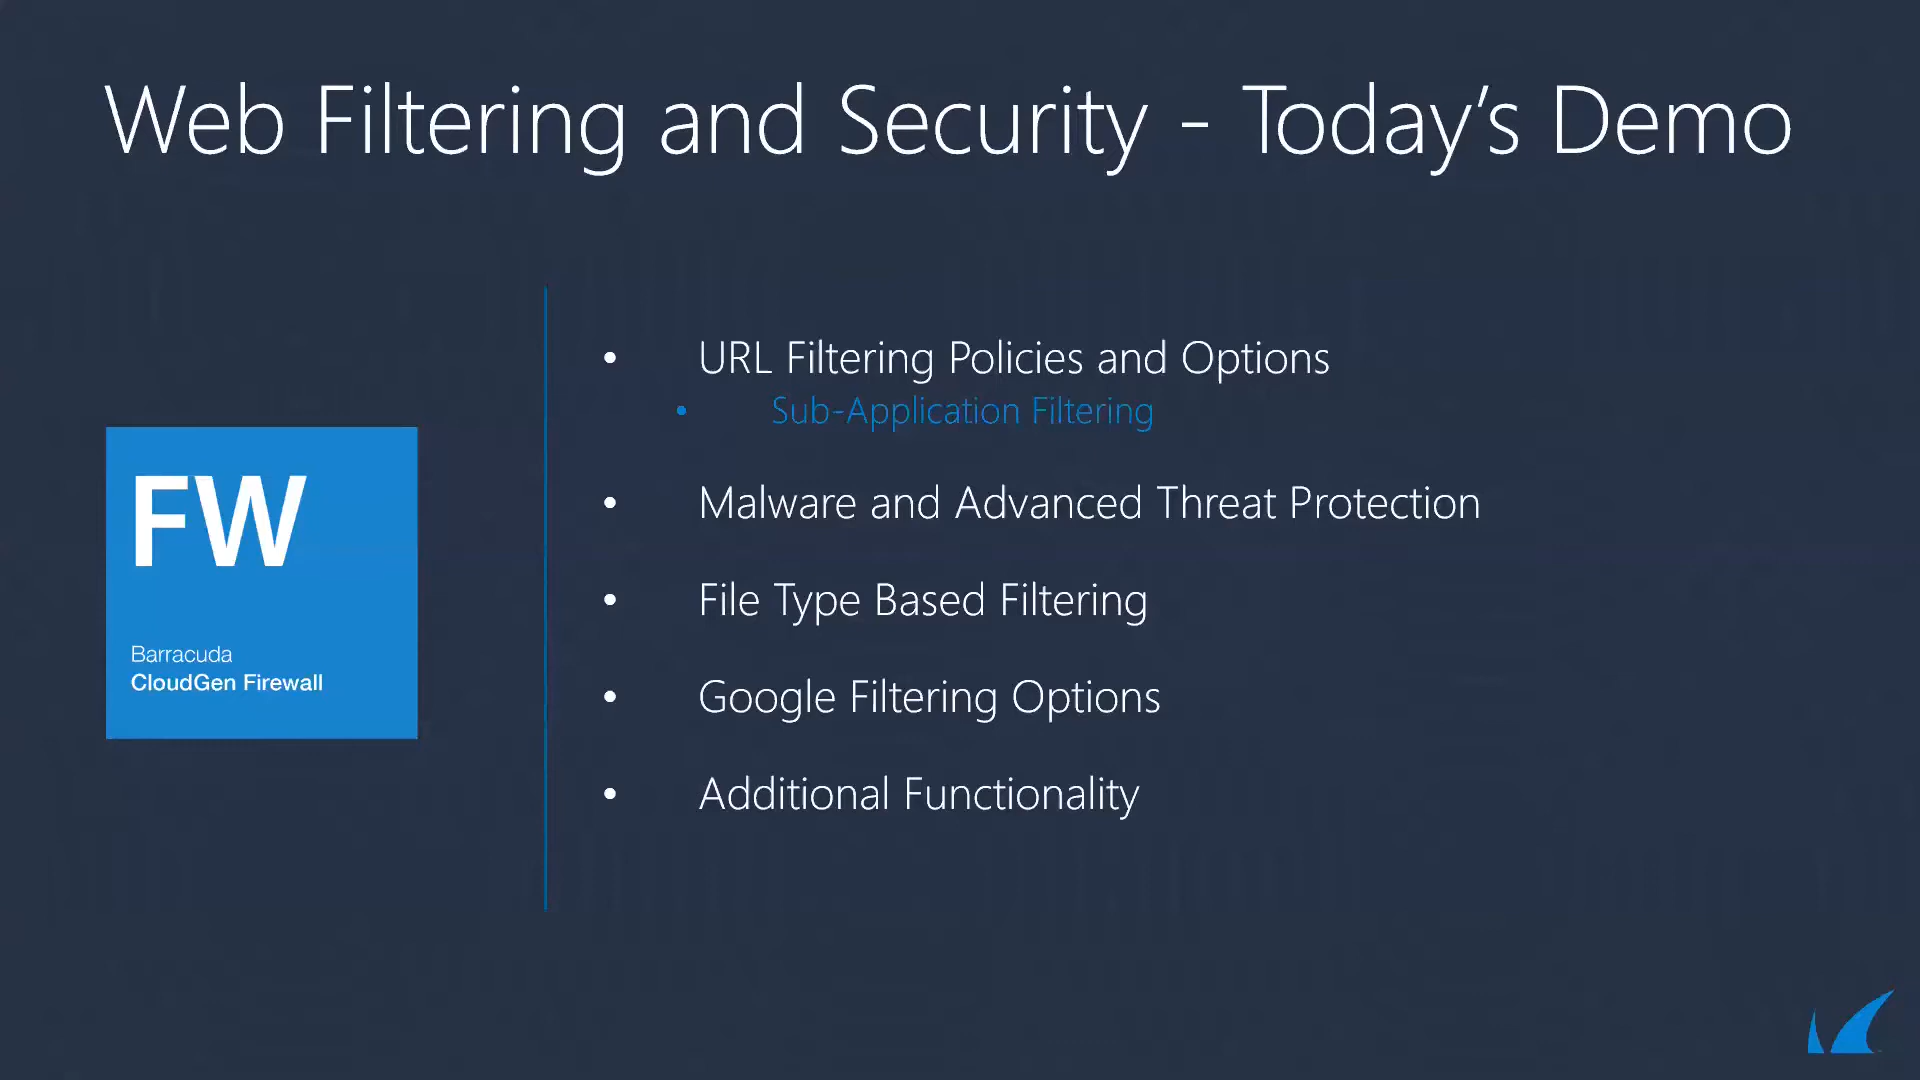 Web Filtering and Security - Today’s Demo
• URL Filtering Policies and Options
• Sub-Application Filtering
• Malware and Advanced Threat Protection
• File Type Based Filtering
• Google Filtering Options
• Additional Functionality
FW
Barracuda
CloudGen Firewall